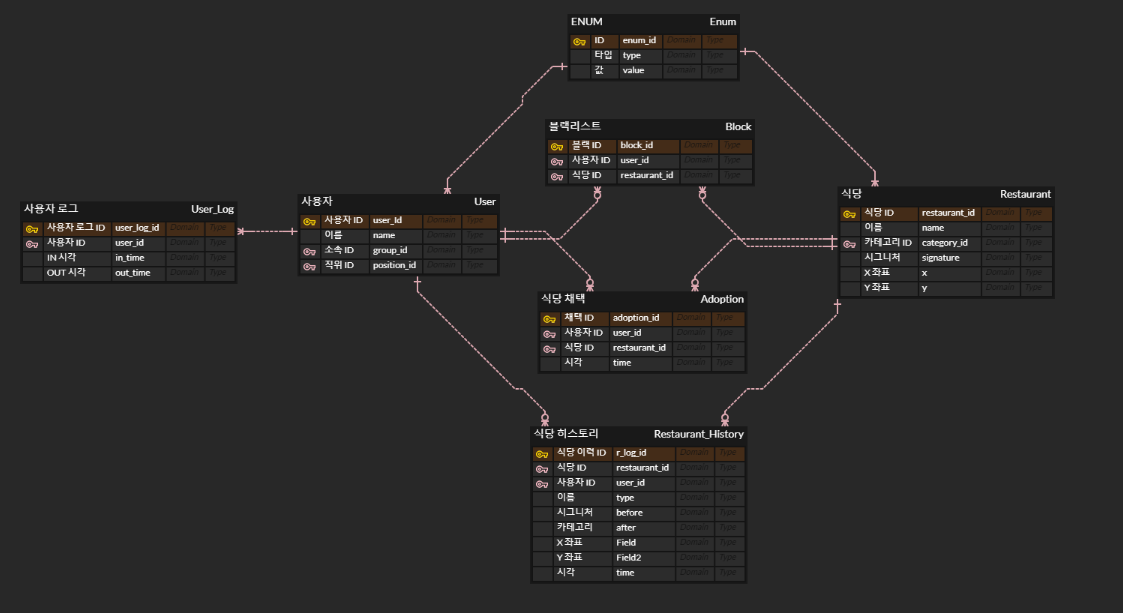 ENUM Enum
ID enum_id Domain Type
타입 type Domain Type
값 value Domain Type
블랙리스트 Block
블랙 ID block_id Domain Type
사용자 ID user_id Domain Type
식당 ID restaurant_id Domain Type
사용자 로그 User_Log
사용자 로그 ID user_log_id Domain Type
사용자 ID user_id Domain Type
IN 시각 in_time Domain Type
OUT 시각 out_time Domain Type
사용자 User
사용자 ID user_Id Domain Type
이름 name Domain Type
소속 ID group_id Domain Type
직위 ID position_id Domain Type
식당 Restaurant
식당 ID restaurant_id Domain Type
이름 name Domain Type
카테고리 ID category_id Domain Type
시그니처 signature Domain Type
X 좌표 x Domain Type
Y 좌표 y Domain Type
식당 채택 Adoption
채택 ID adoption_id Domain Type
사용자 ID user_id Domain Type
식당 ID restaurant_id Domain Type
시각 time Domain Type
식당 히스토리 Restaurant_History
식당 이력 ID r_log_id Domain Type
식당 ID restaurant_id Domain Type
사용자 ID user_id Domain Type
이름 type Domain Type
시그니처 before Domain Type
카테고리 after Domain Type
X 좌표 Field Domain Type
Y 좌표 Field2 Domain Type
시각 time Domain Type